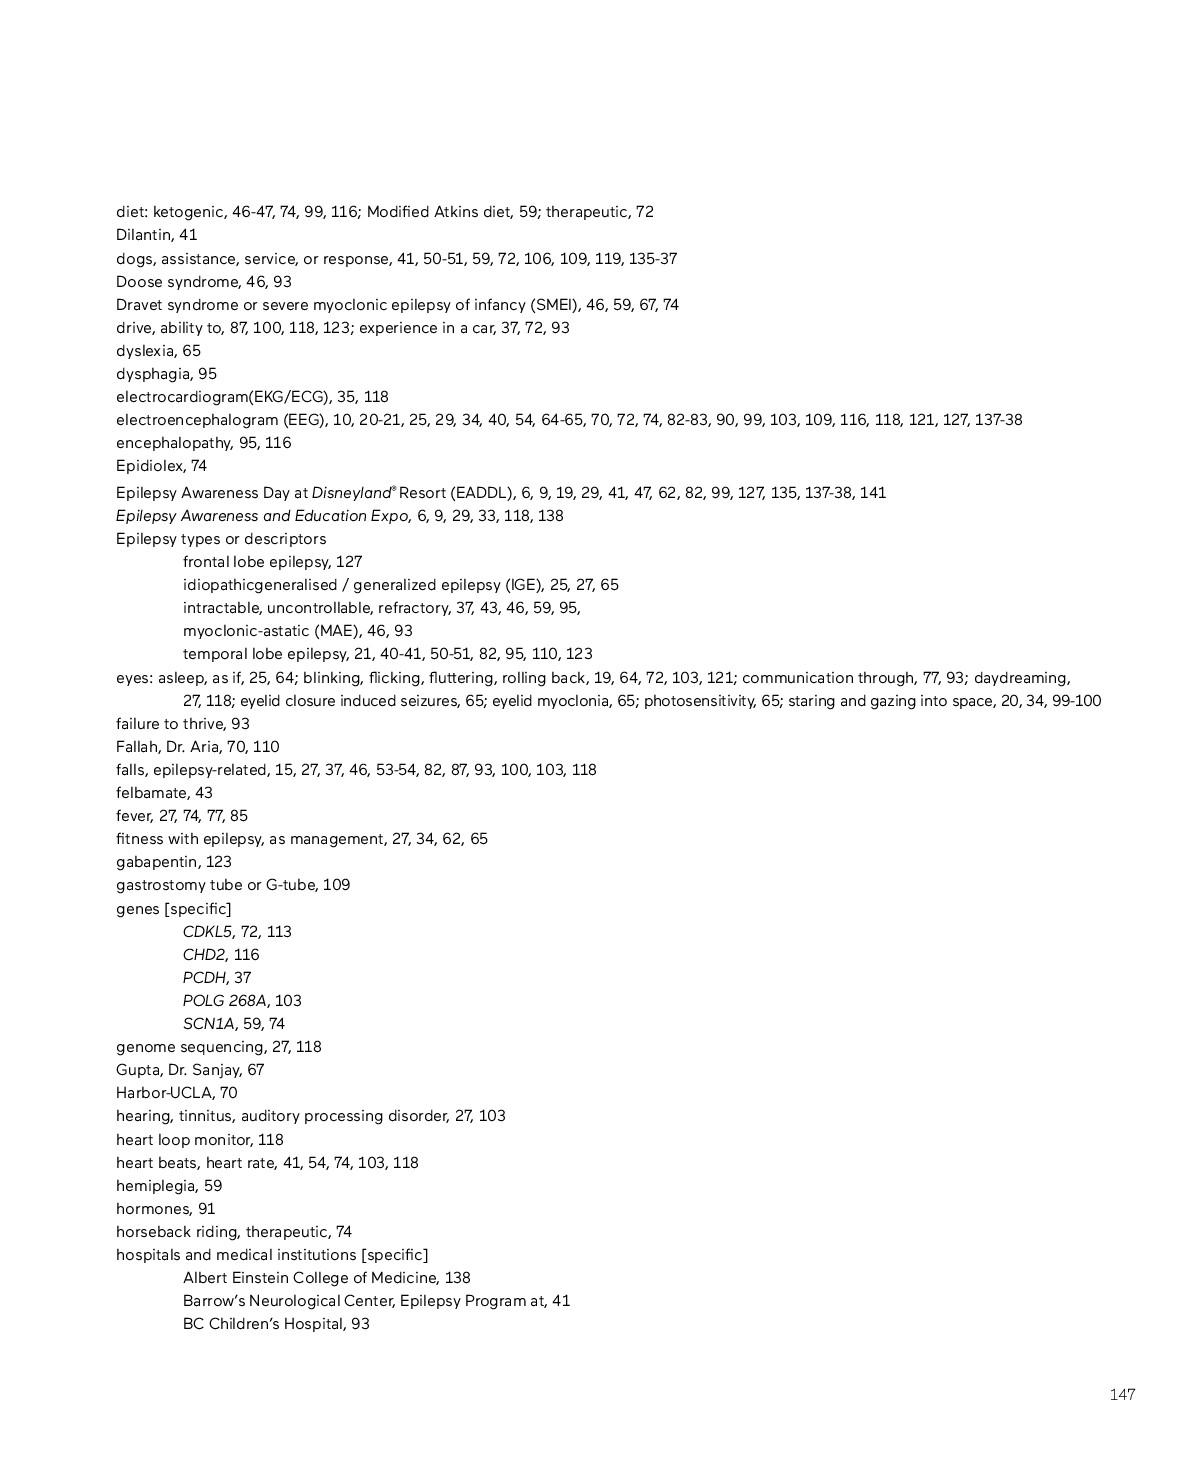 diet: ketogenic, 46-47, 74, 99, 116; Modified Atkins diet, 59; therapeutic, 72
Dilantin, 41
dogs, assistance, service, or response, 41, 50-51, 59, 72, 106, 109, 119, 135-37
Doose syndrome, 46, 93
Dravet syndrome or severe myoclonic epilepsy of infancy (SMEI), 46, 59, 67, 74
drive, ability to, 87, 100, 118, 123; experience in a car, 37, 72, 93
dyslexia, 65
dysphagia, 95
electrocardiogram(EKG/ECG), 35, 118
electroencephalogram (EEG), 10, 20-21, 25, 29, 34, 40, 54, 64-65, 70, 72, 74, 82-83, 90, 99, 103, 109, 116, 118, 121, 127, 137-38
encephalopathy, 95, 116
Epidiolex, 74
Epilepsy Awareness Day at Disneyland® Resort (EADDL), 6, 9, 19, 29, 41, 47, 62, 82, 99, 127, 135, 137-38, 141
Epilepsy Awareness and Education Expo, 6, 9, 29, 33, 118, 138
Epilepsy types or descriptors
frontal lobe epilepsy, 127
idiopathicgeneralised / generalized epilepsy (IGE), 25, 27, 65
intractable, uncontrollable, refractory, 37, 43, 46, 59, 95,
myoclonic-astatic (MAE), 46, 93
temporal lobe epilepsy, 21, 40-41, 50-51, 82, 95, 110, 123
eyes: asleep, as if, 25, 64; blinking, flicking, fluttering, rolling back, 19, 64, 72, 103, 121; communication through, 77, 93; daydreaming,
27, 118; eyelid closure induced seizures, 65; eyelid myoclonia, 65; photosensitivity, 65; staring and gazing into space, 20, 34, 99-100
failure to thrive, 93
Fallah, Dr. Aria, 70, 110
falls, epilepsy-related, 15, 27, 37, 46, 53-54, 82, 87, 93, 100, 103, 118
felbamate, 43
fever, 27, 74, 77, 85
fitness with epilepsy, as management, 27, 34, 62, 65
gabapentin, 123
gastrostomy tube or G-tube, 109
genes [specific]
CDKL5, 72, 113
CHD2, 116
PCDH, 37
POLG 268A, 103
SCN1A, 59, 74
genome sequencing, 27, 118
Gupta, Dr. Sanjay, 67
Harbor-UCLA, 70
hearing, tinnitus, auditory processing disorder, 27, 103
heart loop monitor, 118
heart beats, heart rate, 41, 54, 74, 103, 118
hemiplegia, 59
hormones, 91
horseback riding, therapeutic, 74
hospitals and medical institutions [specific]
Albert Einstein College of Medicine, 138
Barrow's Neurological Center, Epilepsy Program at, 41
BC Children's Hospital, 93
147